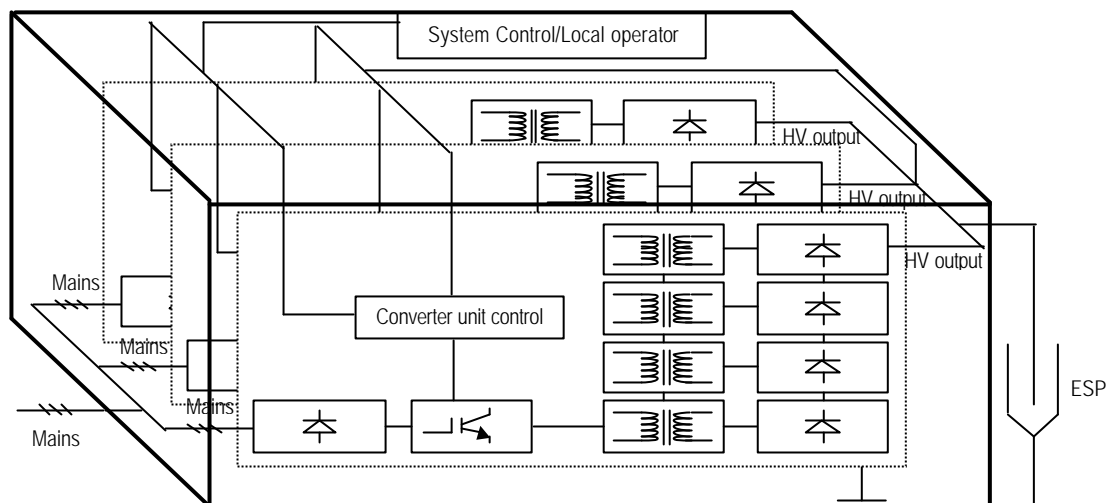 System Control/Local operator
HV output
HV output
HV output
Mains
Converter unit control
Mains
ESP
Mains
Mains